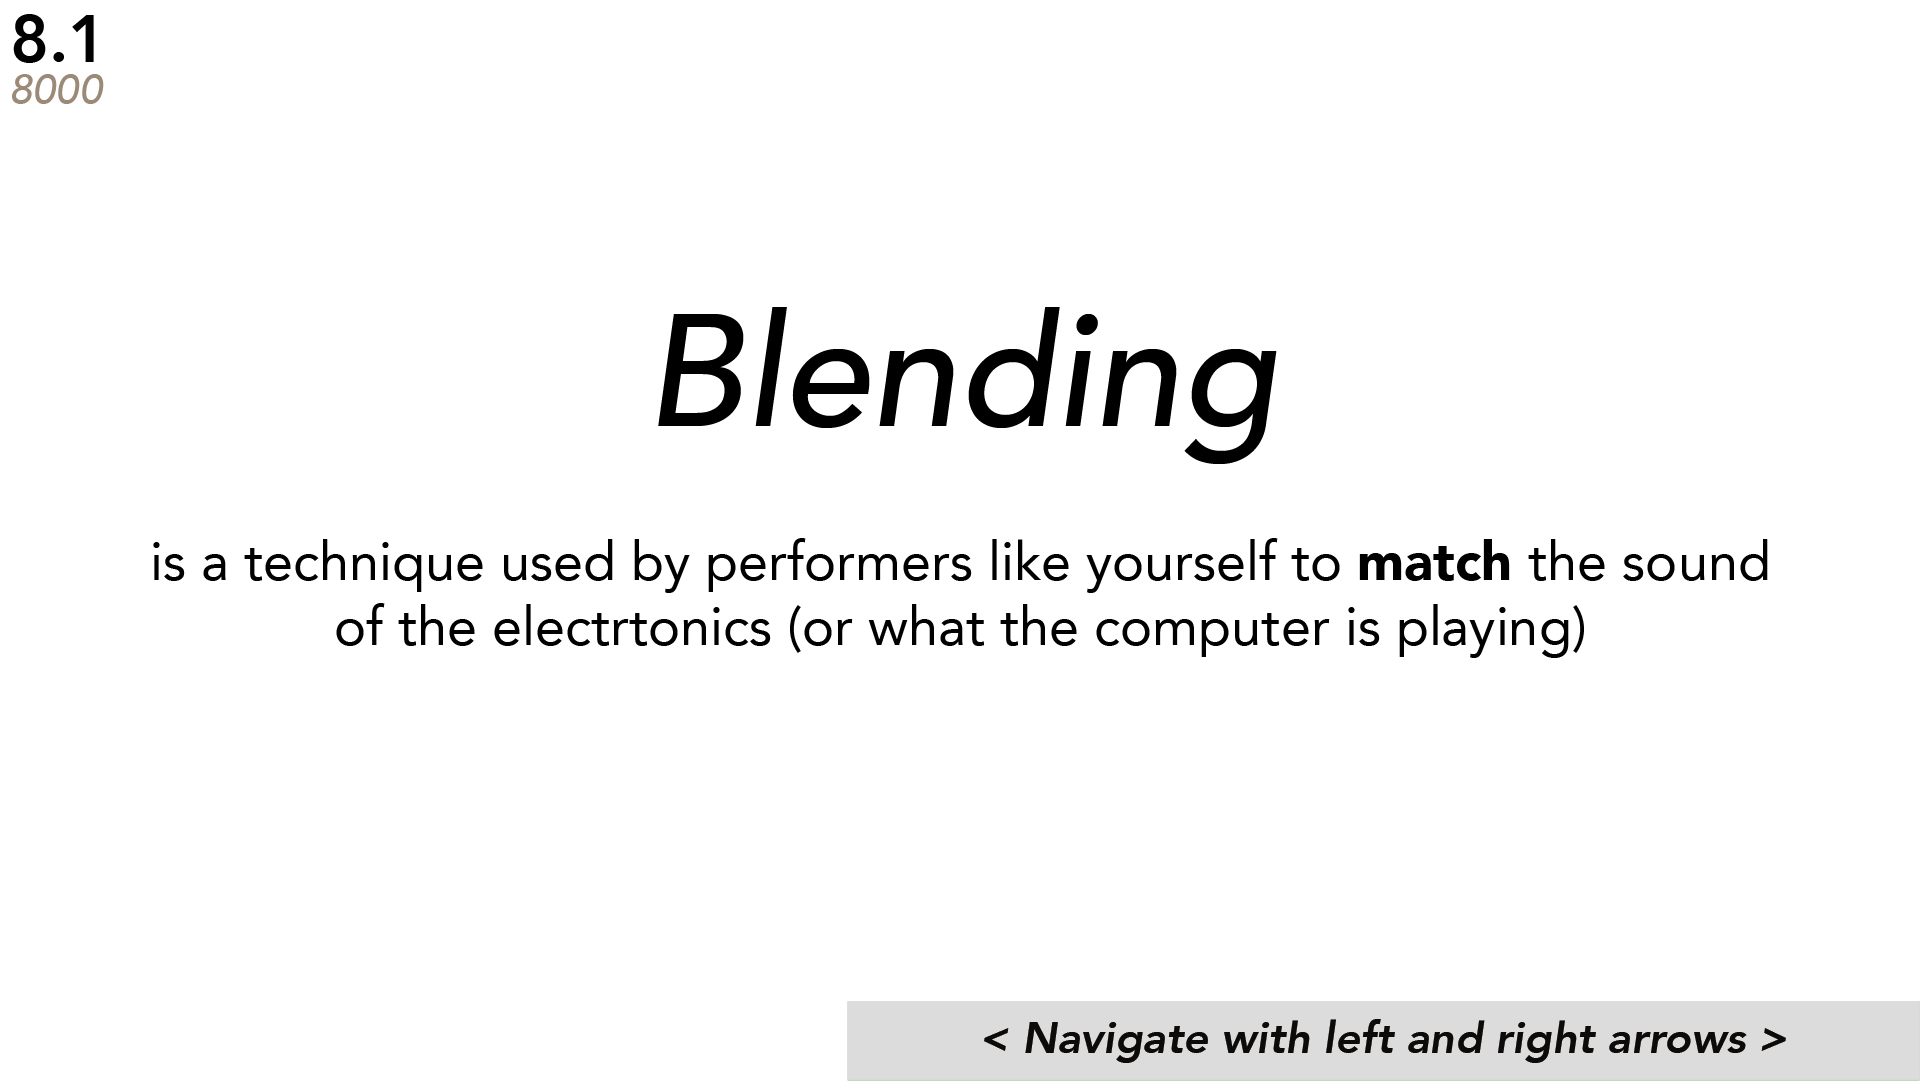 8.1
8000
Blending
is a technique used by performers like yourself to match the sound
of the electrtonics (or what the computer is playing)
< Navigate with left and right arrows >